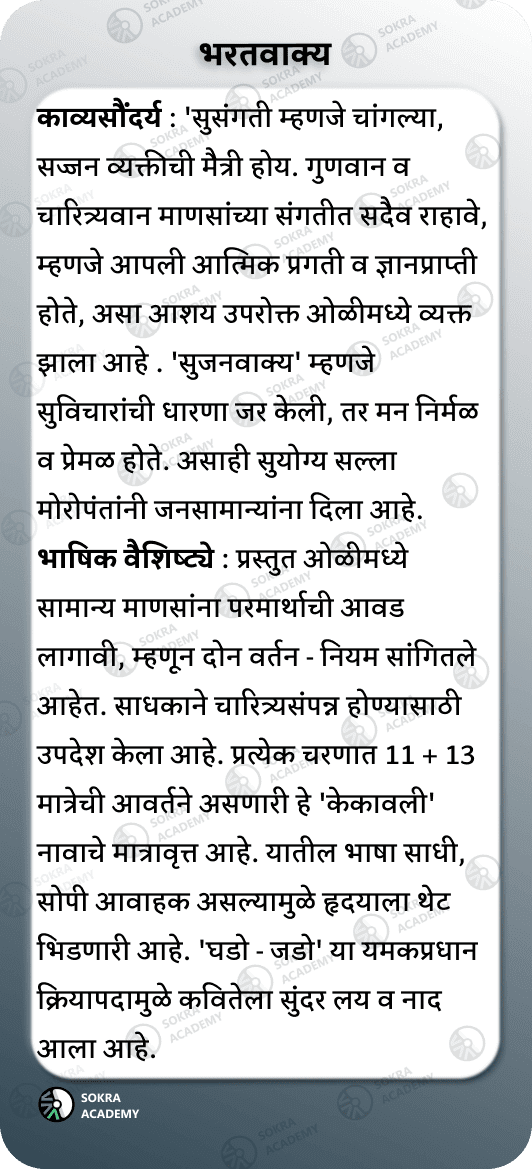 भरतवाक्य
काव्यसौंदर्य : 'सुसंगती म्हणजे चांगल्या,
सज्जन व्यक्तीची मैत्री होय. गुणवान व
चारित्र्यवान माणसांच्या संगतीत सदैव राहावे,
म्हणजे आपली आत्मिक प्रगती व ज्ञानप्राप्ती
होते, असा आशय उपरोक्त ओळीमध्ये व्यक्त
झाला आहे . 'सुजनवाक्य' म्हणजे
सुविचारांची धारणा जर केली, तर मन निर्मळ
व प्रेमळ होते. असाही सुयोग्य सल्ला
मोरोपंतांनी जनसामान्यांना दिला आहे.
भाषिक वैशिष्ट्ये : प्रस्तुत ओळीमध्ये
सामान्य माणसांना परमार्थाची आवड
लागावी, म्हणून दोन वर्तन - नियम सांगितले
आहेत. साधकाने चारित्र्यसंपन्न होण्यासाठी
उपदेश केला आहे. प्रत्येक चरणात 11 + 13
मात्रेची आवर्तने असणारी हे 'केकावली'
नावाचे मात्रावृत्त आहे. यातील भाषा साधी,
सोपी आवाहक असल्यामुळे हृदयाला थेट
भिडणारी आहे. 'घडो - जडो' या यमकप्रधान
क्रियापदामुळे कवितेला सुंदर लय व नाद
आला आहे.
SOKRA
ACADEMY